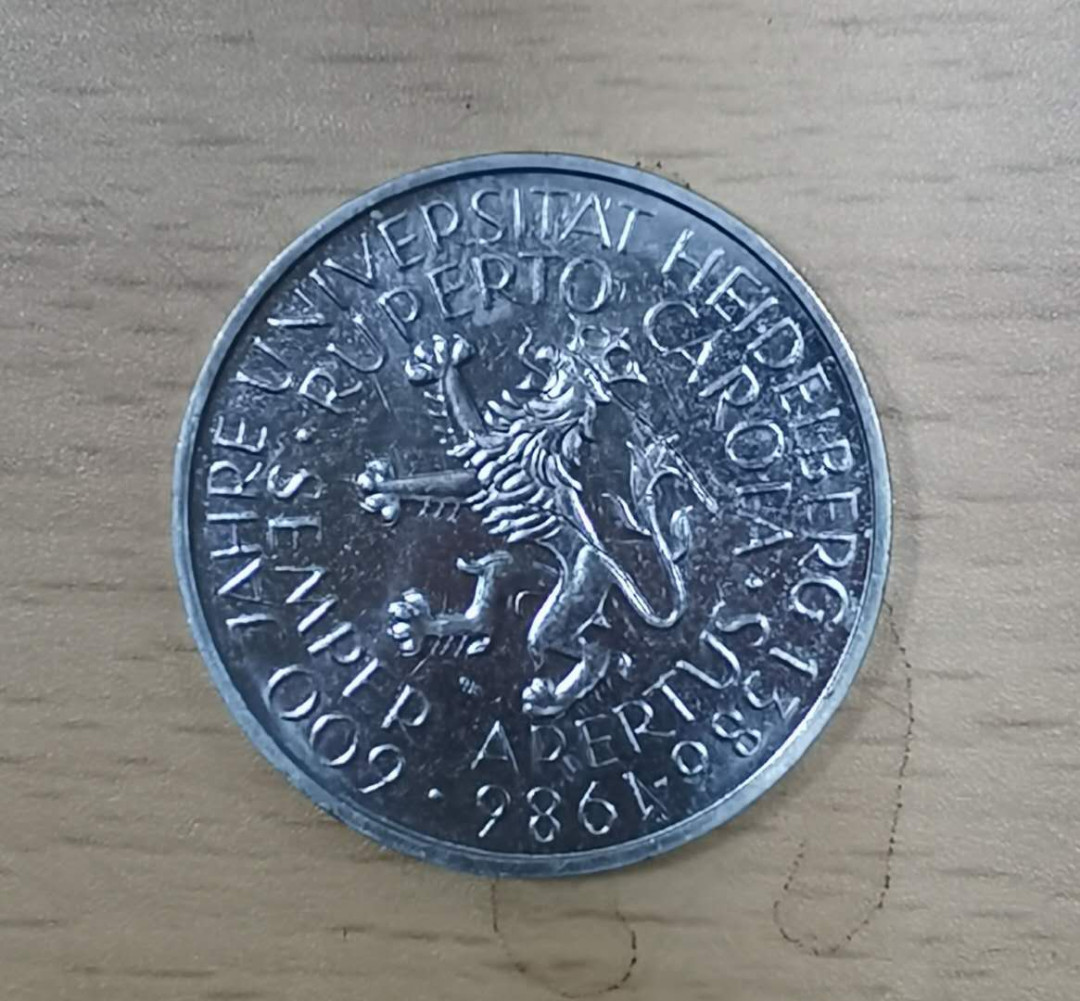 600 JAHRE UNIVERSITÄT HEIDELBERG 1386-1986 ·
RUPERTO CAROLA · SEMPER APERTUS ·